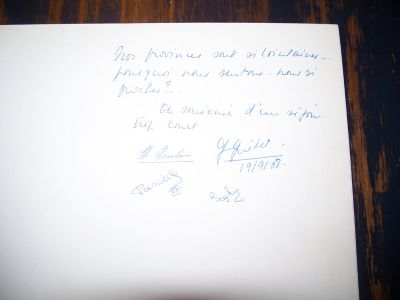 Nos provinces sont si lointaines...
pourquoi nous sentons-nous si
proches?..
En souvenir d'un séjour
trop court
19/9/88.